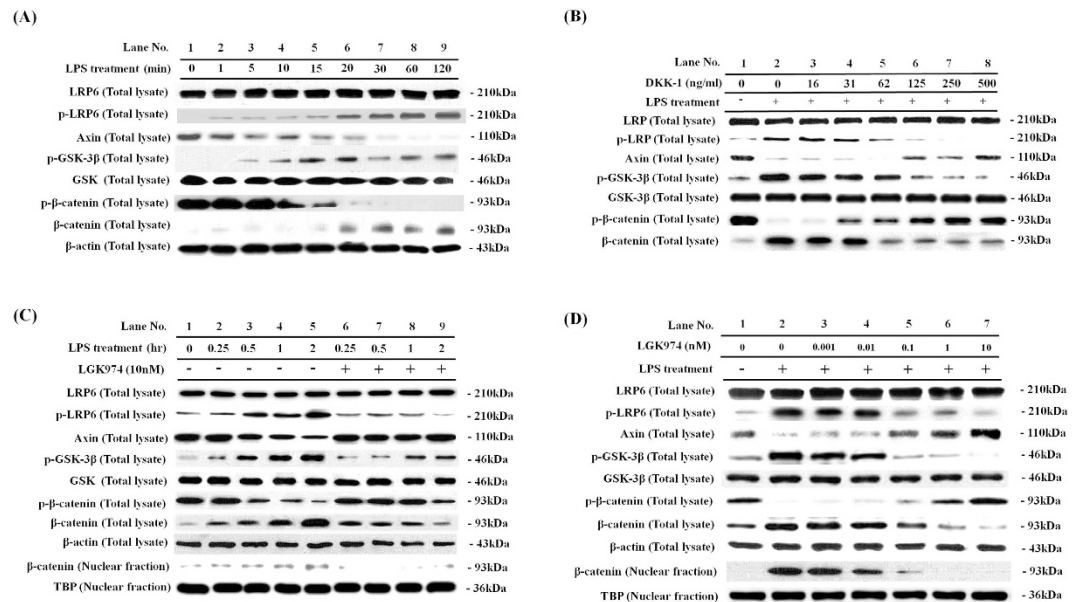 (A)
Lane No. 1 2 3 4 5 6 7 8 9
LPS treatment (min) 0 1 5 10 15 20 30 60 120
LRP6 (Total lysate) - 210kDa
p-LRP6 (Total lysate) - 210kDa
Axin (Total lysate) - 110kDa
p-GSK-3β (Total lysate) - 46kDa
GSK (Total lysate) - 46kDa
p-β-catenin (Total lysate) - 93kDa
β-catenin (Total lysate) - 93kDa
β-actin (Total lysate) - 43kDa
(B)
Lane No. 1 2 3 4 5 6 7 8
DKK-1 (ng/ml) 0 0 16 31 62 125 250 500
LPS treatment - + + + + + + +
LRP (Total lysate) - 210kDa
p-LRP (Total lysate) - 210kDa
Axin (Total lysate) - 110kDa
p-GSK-3β (Total lysate) - 46kDa
GSK-3β (Total lysate) - 46kDa
p-β-catenin (Total lysate) - 93kDa
β-catenin (Total lysate) - 93kDa
(C)
Lane No. 1 2 3 4 5 6 7 8 9
LPS treatment (hr) 0 0.25 0.5 1 2 0.25 0.5 1 2
LGK974 (10nM) - - - - - + + + +
LRP6 (Total lysate) - 210kDa
p-LRP6 (Total lysate) - 210kDa
Axin (Total lysate) - 110kDa
p-GSK-3β (Total lysate) - 46kDa
GSK (Total lysate) - 46kDa
p-β-catenin (Total lysate) - 93kDa
β-catenin (Total lysate) - 93kDa
β-actin (Total lysate) - 43kDa
β-catenin (Nuclear fraction) - 93kDa
TBP (Nuclear fraction) - 36kDa
(D)
Lane No. 1 2 3 4 5 6 7
LGK974 (nM) 0 0 0.001 0.01 0.1 1 10
LPS treatment - + + + + + +
LRP6 (Total lysate) - 210kDa
p-LRP6 (Total lysate) - 210kDa
Axin (Total lysate) - 110kDa
p-GSK-3β (Total lysate) - 46kDa
GSK-3β (Total lysate) - 46kDa
p-β-catenin (Total lysate) - 93kDa
β-catenin (Total lysate) - 93kDa
β-actin (Total lysate) - 43kDa
β-catenin (Nuclear fraction) - 93kDa
TBP (Nuclear fraction) - 36kDa